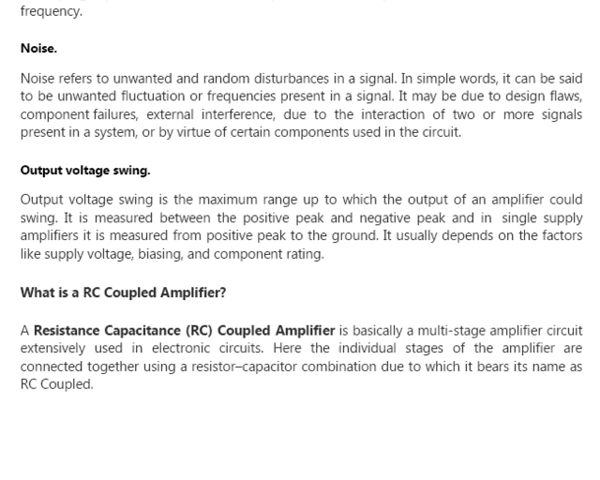 frequency.
Noise.
Noise refers to unwanted and random disturbances in a signal. In simple words, it can be said
to be unwanted fluctuation or frequencies present in a signal. It may be due to design flaws,
component failures, external interference, due to the interaction of two or more signals
present in a system, or by virtue of certain components used in the circuit.
Output voltage swing.
Output voltage swing is the maximum range up to which the output of an amplifier could
swing. It is measured between the positive peak and negative peak and in single supply
amplifiers it is measured from positive peak to the ground. It usually depends on the factors
like supply voltage, biasing, and component rating.
What is a RC Coupled Amplifier?
A Resistance Capacitance (RC) Coupled Amplifier is basically a multi-stage amplifier circuit
extensively used in electronic circuits. Here the individual stages of the amplifier are
connected together using a resistor–capacitor combination due to which it bears its name as
RC Coupled.